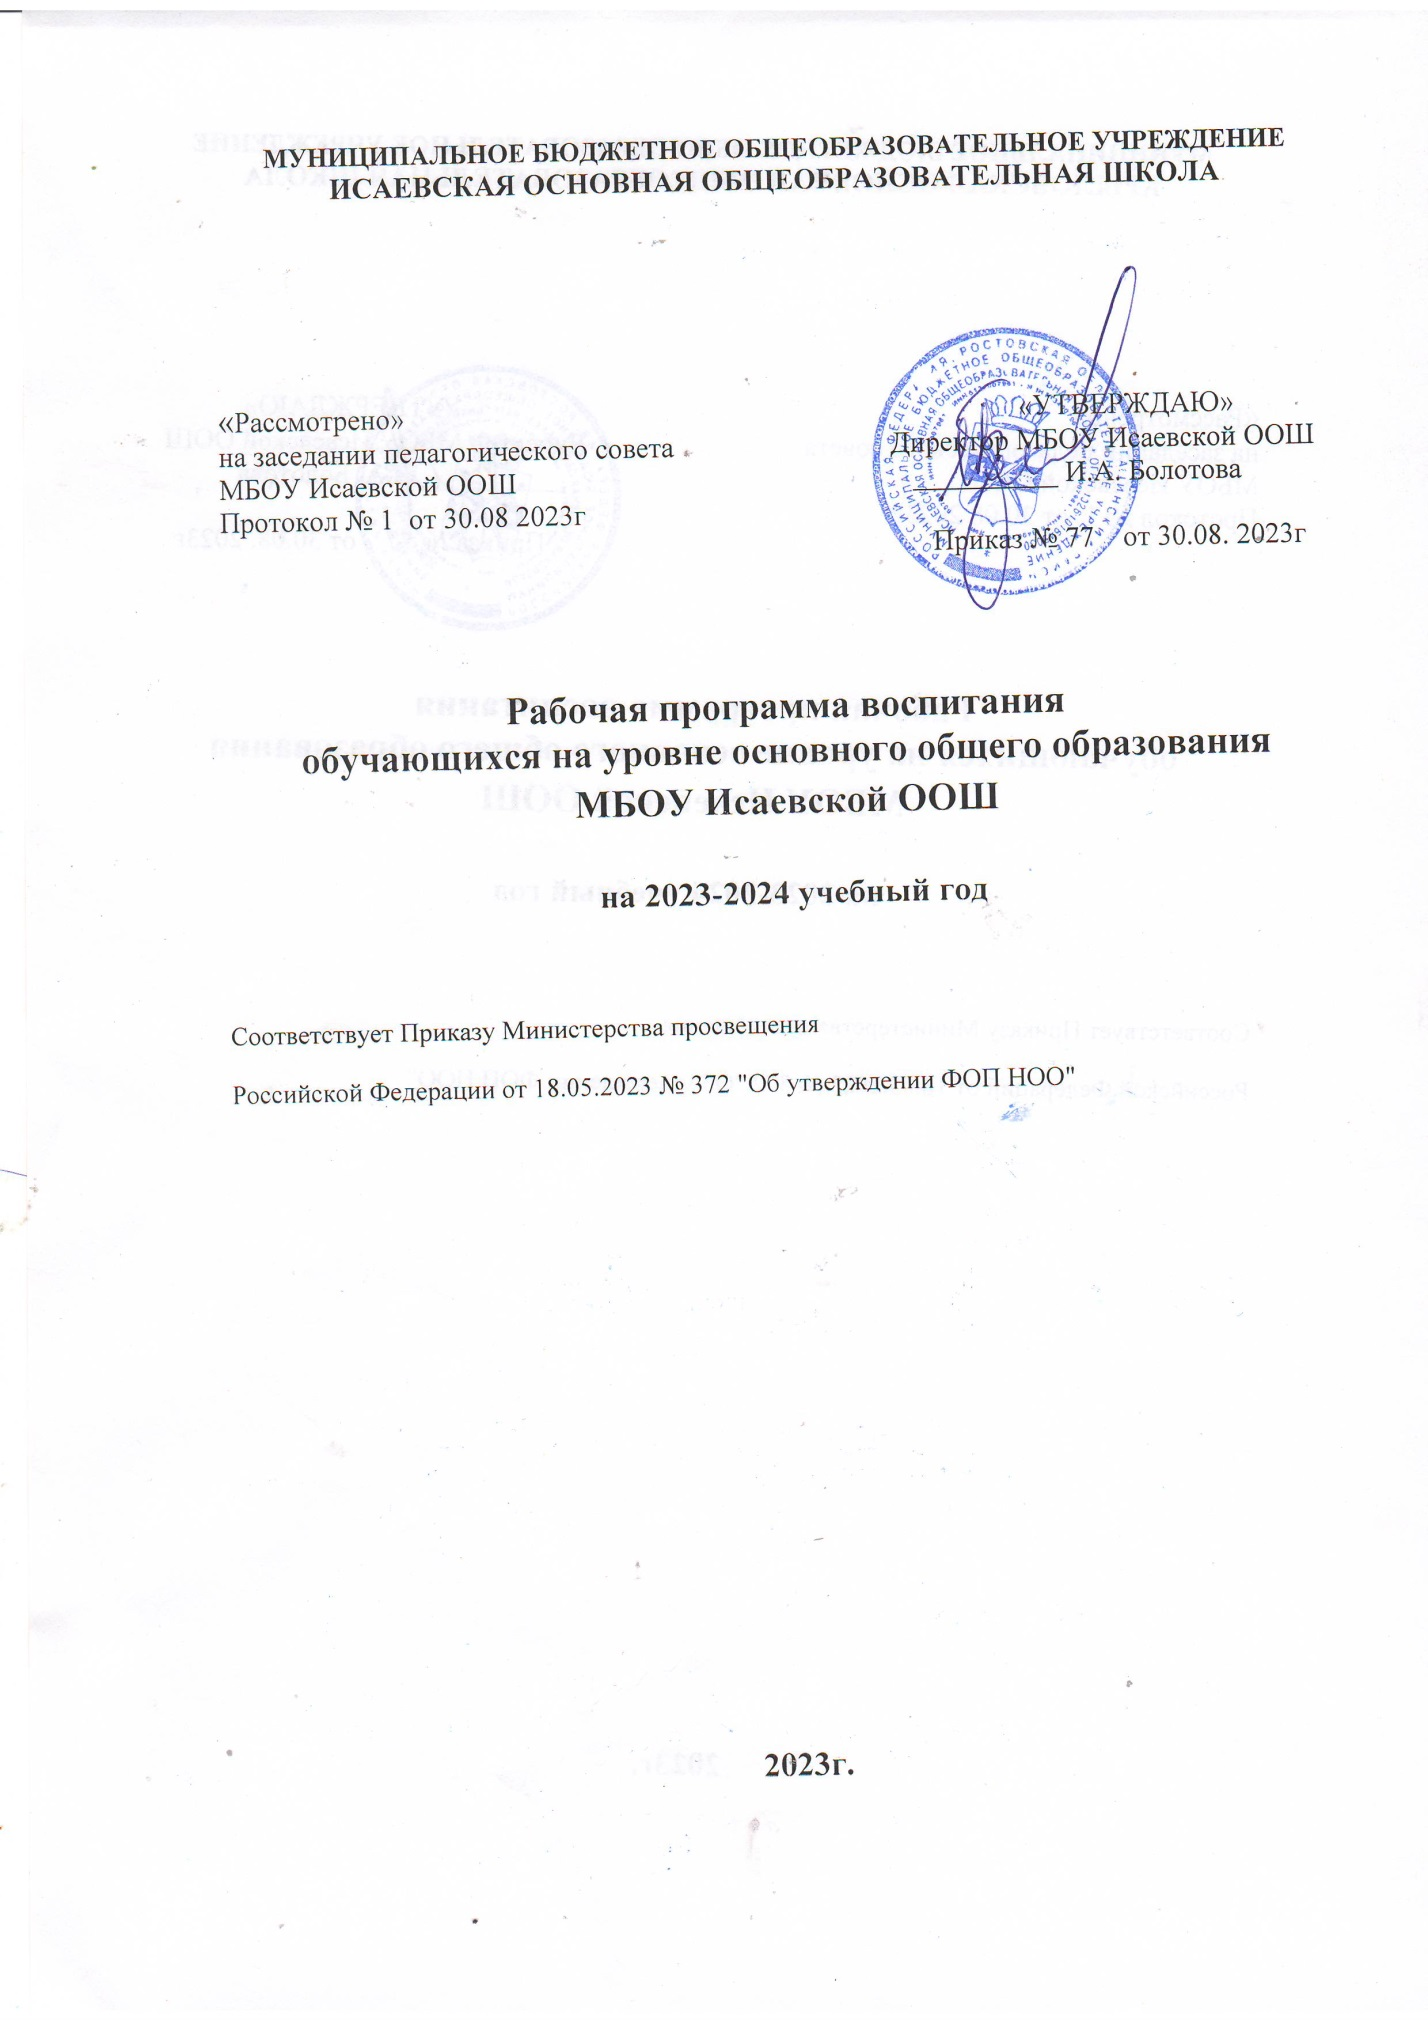 МУНИЦИПАЛЬНОЕ БЮДЖЕТНОЕ ОБЩЕОБРАЗОВАТЕЛЬНОЕ УЧРЕЖДЕНИЕ
ИСАЕВСКАЯ ОСНОВНАЯ ОБЩЕОБРАЗОВАТЕЛЬНАЯ ШКОЛА
«Рассмотрено»
на заседании педагогического совета
МБОУ Исаевской ООШ
Протокол № 1 от 30.08 2023г
«УТВЕРЖДАЮ»
Директор МБОУ Исаевской ООШ
И.А. Болотова
Приказ № 77 от 30.08. 2023г
Рабочая программа воспитания
обучающихся на уровне основного общего образования
МБОУ Исаевской ООШ
на 2023-2024 учебный год
Соответствует Приказу Министерства просвещения
Российской Федерации от 18.05.2023 № 372 "Об утверждении ФОП НОО"
2023г.